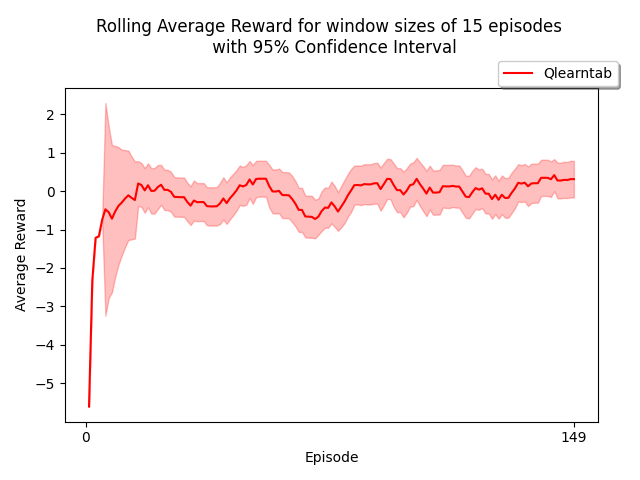 Rolling Average Reward for window sizes of 15 episodes
with 95% Confidence Interval
Qlearntab
2
1
0
−1
−2
−3
−4
−5
Average Reward
0
149
Episode